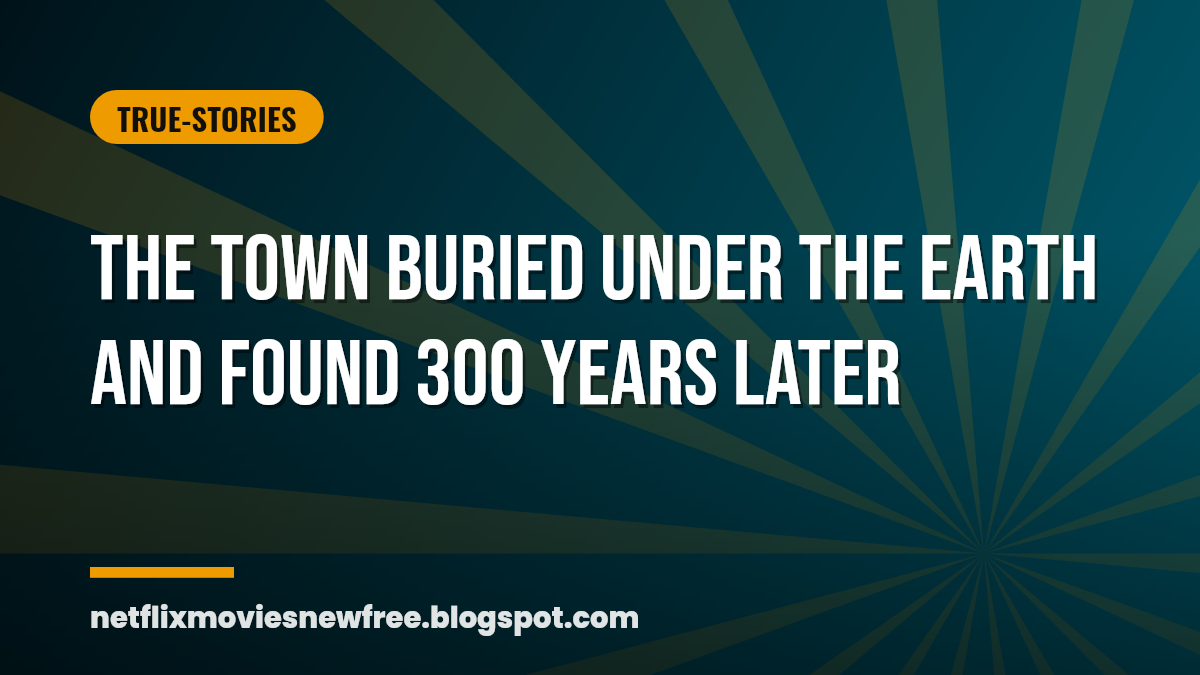 TRUE-STORIES
THE TOWN BURIED UNDER THE EARTH
AND FOUND 300 YEARS LATER
netflixmoviesnewfree.blogspot.com